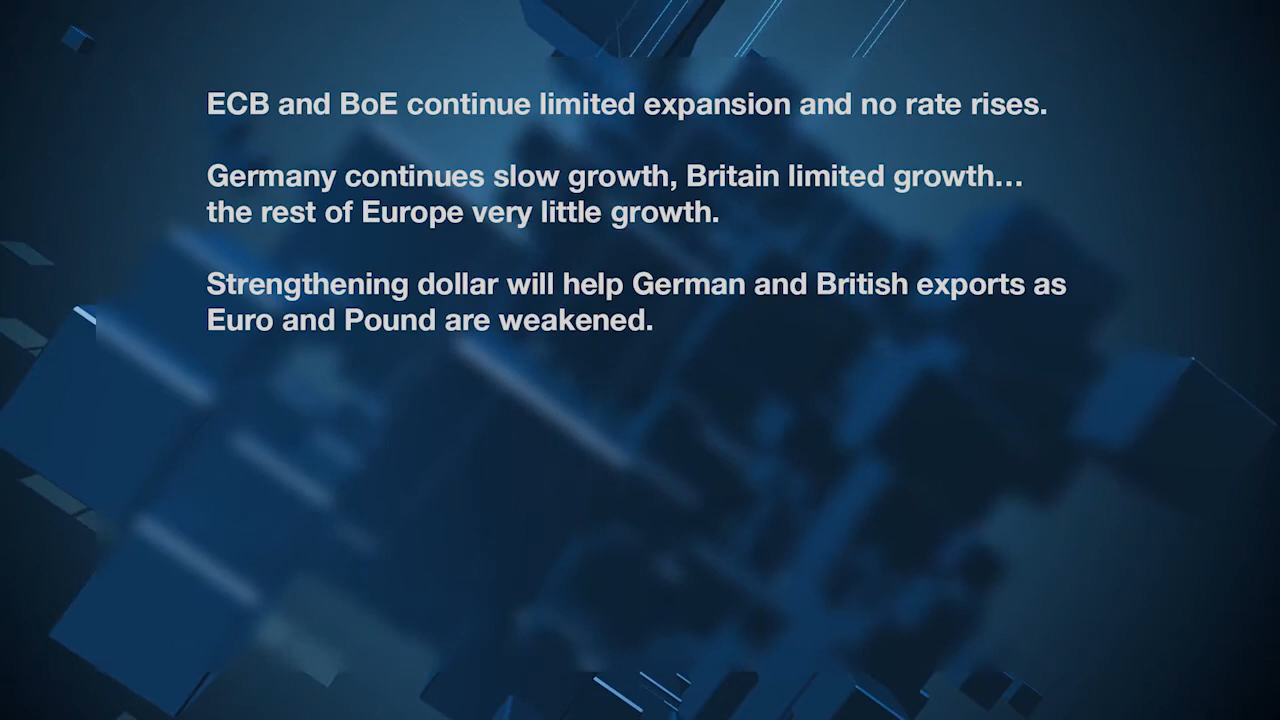 ECB and BoE continue limited expansion and no rate rises.
Germany continues slow growth, Britain limited growth...
the rest of Europe very little growth.
Strengthening dollar will help German and British exports as
Euro and Pound are weakened.